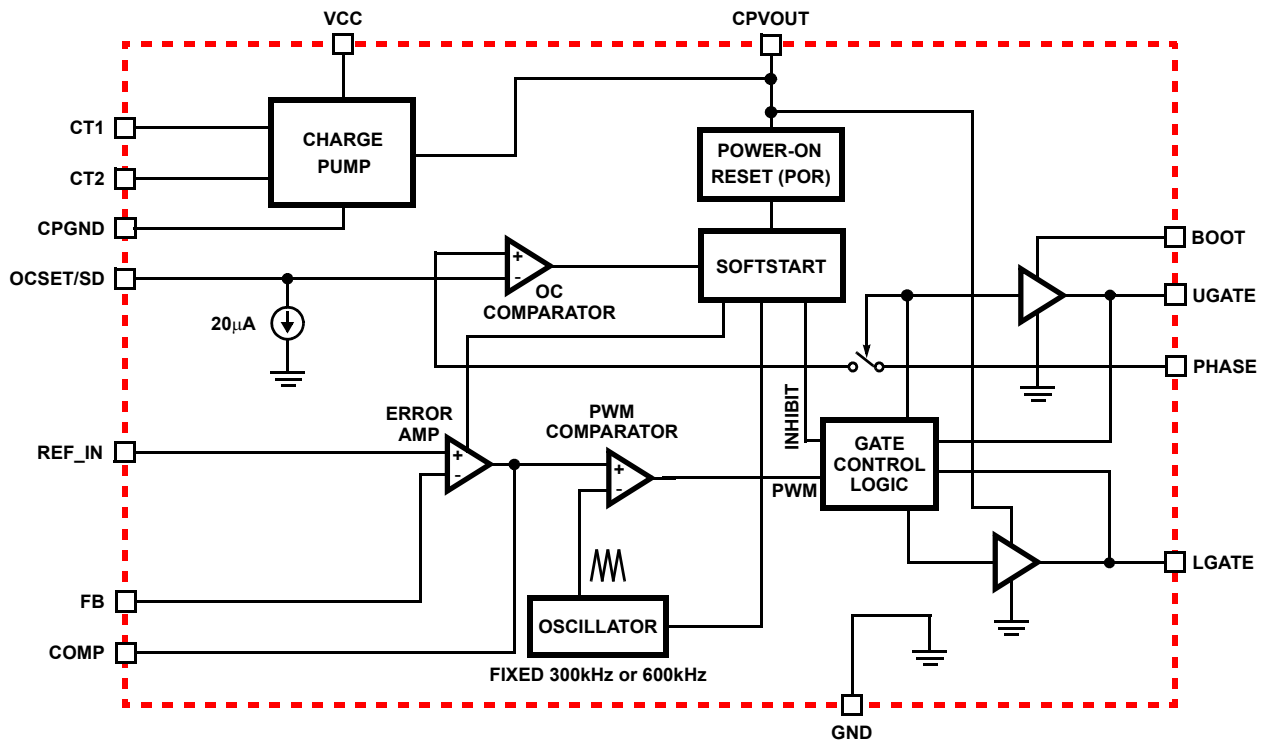 VCC
CPVOUT
CT1
CT2
CPGND
OCSET/SD
CHARGE
PUMP
POWER-ON
RESET (POR)
SOFTSTART
+
-
OC
COMPARATOR
20μA
BOOT
UGATE
PHASE
REF_IN
ERROR
AMP
+
-
PWM
COMPARATOR
+
-
INHIBIT
PWM
GATE
CONTROL
LOGIC
LGATE
FB
COMP
OSCILLATOR
FIXED 300kHz or 600kHz
GND